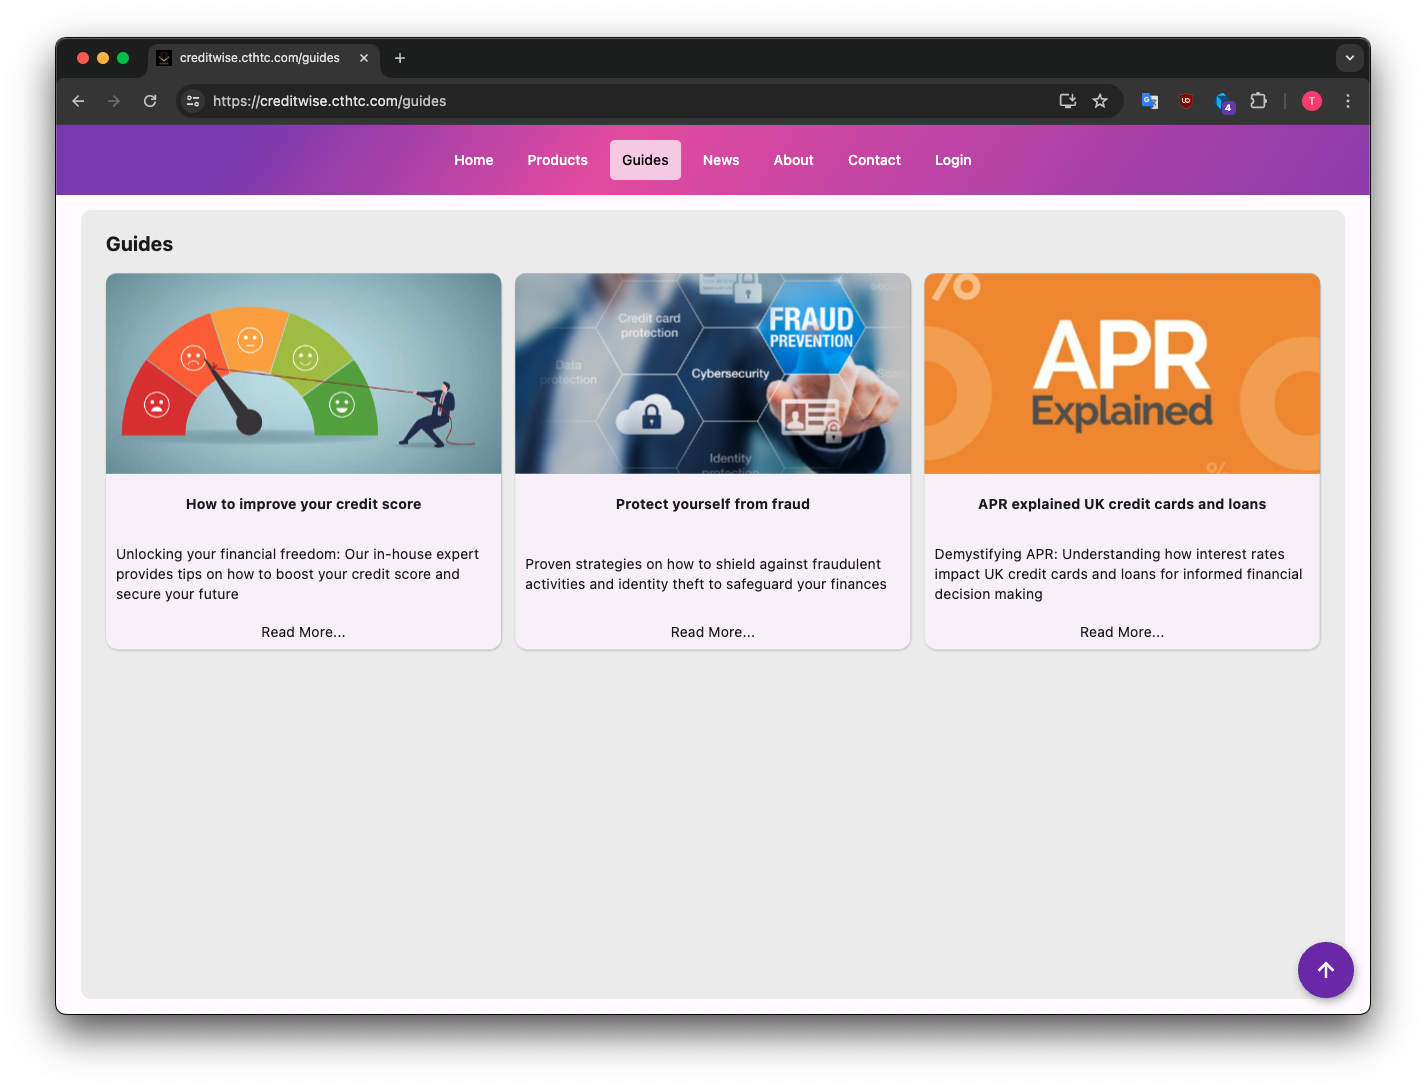 creditwise.cthtc.com/guides
https://creditwise.cthtc.com/guides
4
T
Home Products Guides News About Contact Login
Guides
Credit card
protection
Data
protection
Cybersecurity
FRAUD
PREVENTION
Identity
protection
%
APR
Explained
%
How to improve your credit score
Unlocking your financial freedom: Our in-house expert
provides tips on how to boost your credit score and
secure your future
Read More...
Protect yourself from fraud
Proven strategies on how to shield against fraudulent
activities and identity theft to safeguard your finances
Read More...
APR explained UK credit cards and loans
Demystifying APR: Understanding how interest rates
impact UK credit cards and loans for informed financial
decision making
Read More...